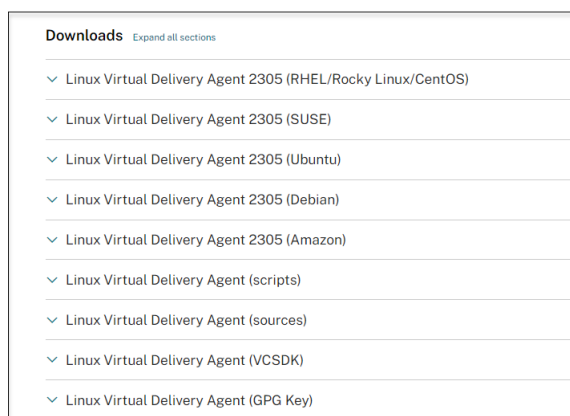 Downloads Expand all sections
Linux Virtual Delivery Agent 2305 (RHEL/Rocky Linux/CentOS)
Linux Virtual Delivery Agent 2305 (SUSE)
Linux Virtual Delivery Agent 2305 (Ubuntu)
Linux Virtual Delivery Agent 2305 (Debian)
Linux Virtual Delivery Agent 2305 (Amazon)
Linux Virtual Delivery Agent (scripts)
Linux Virtual Delivery Agent (sources)
Linux Virtual Delivery Agent (VCSDK)
Linux Virtual Delivery Agent (GPG Key)